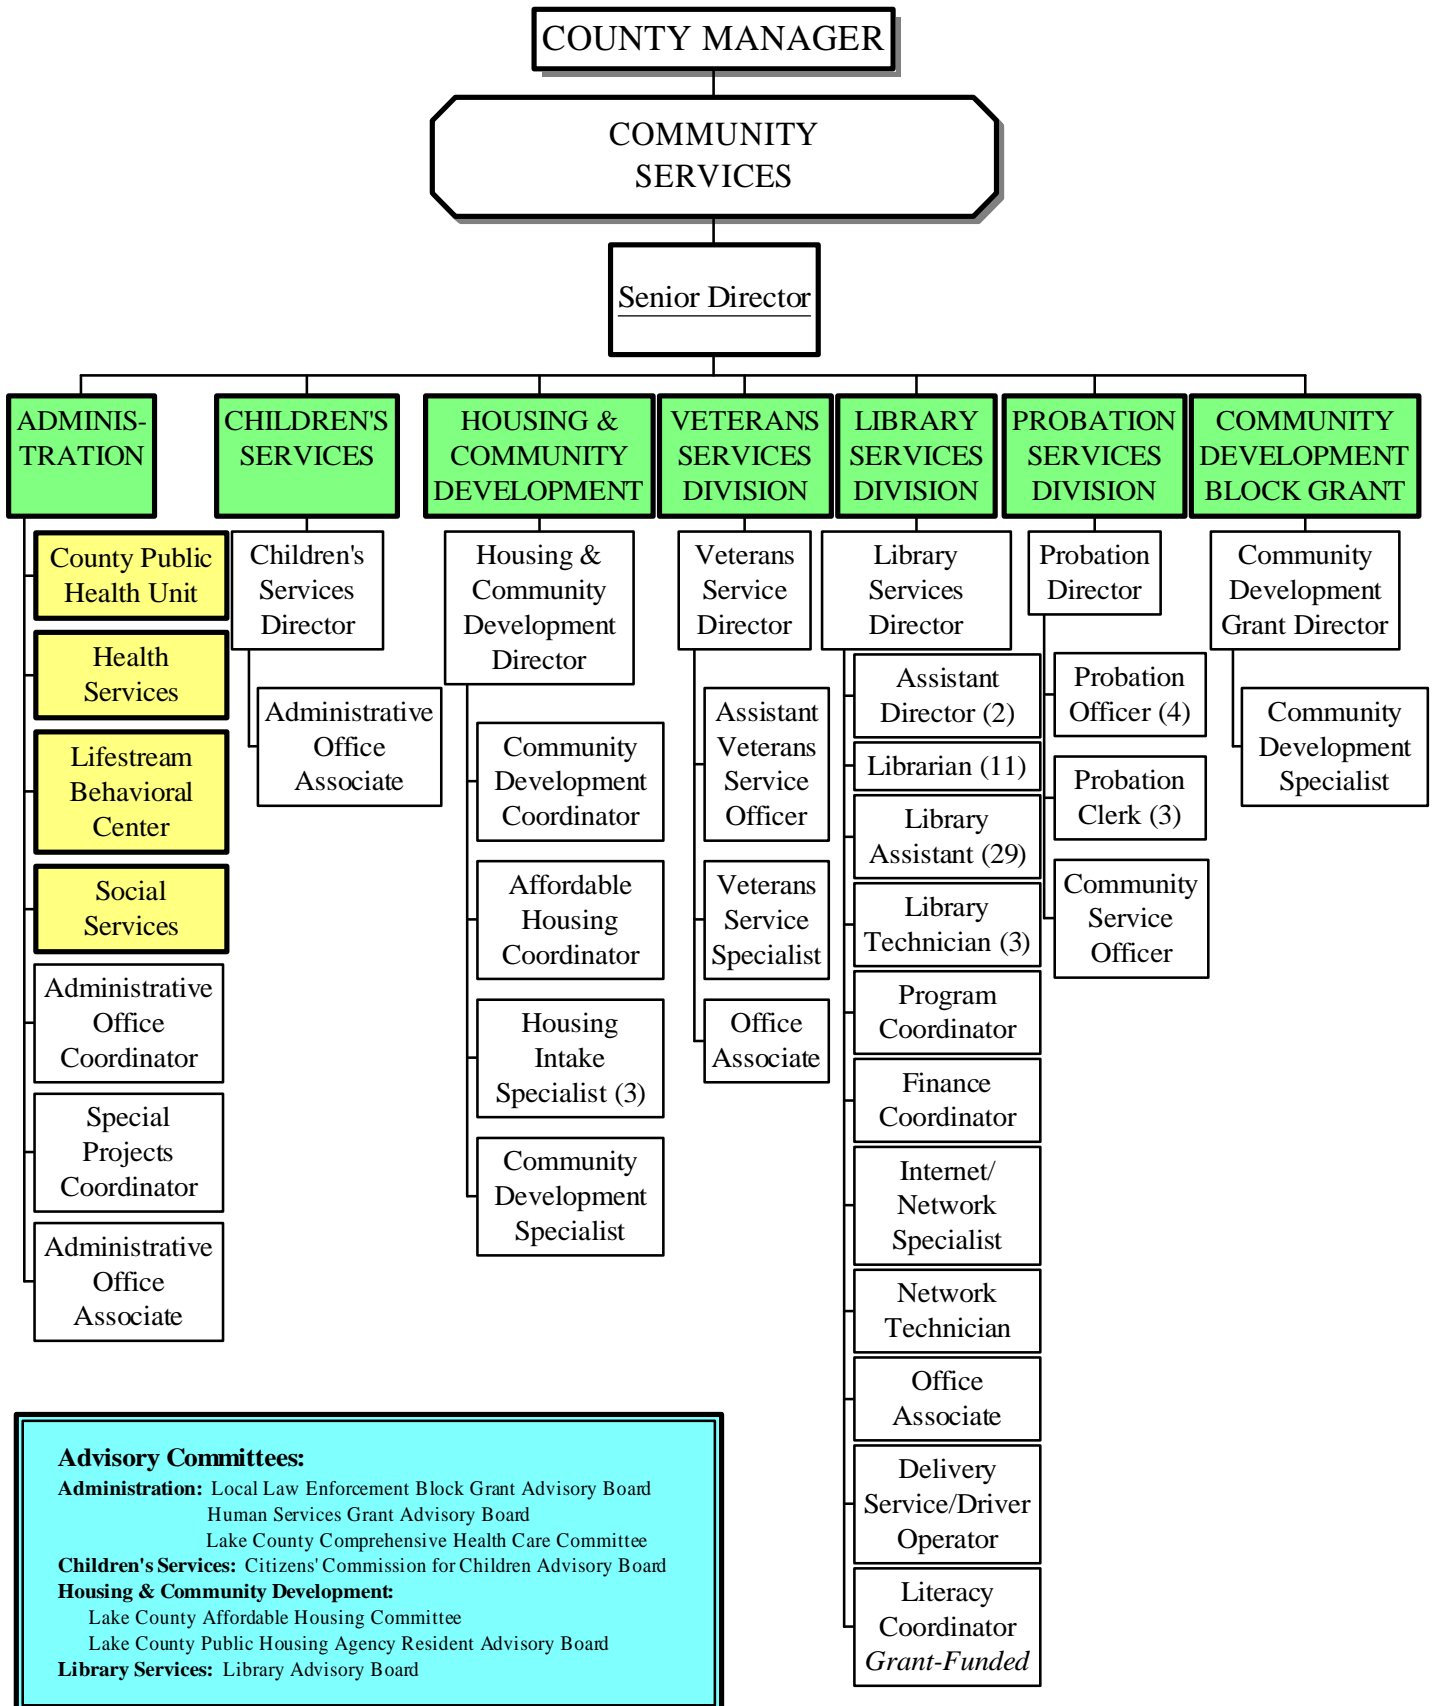 COUNTY MANAGER
COMMUNITY
SERVICES
Senior Director
ADMINIS-
TRATION
County Public
Health Unit
Health
Services
Lifestream
Behavioral
Center
Social
Services
Administrative
Office
Coordinator
Special
Projects
Coordinator
Administrative
Office
Associate
CHILDREN'S
SERVICES
Children's
Services
Director
Administrative
Office
Associate
HOUSING &
COMMUNITY
DEVELOPMENT
Housing &
Community
Development
Director
Community
Development
Coordinator
Affordable
Housing
Coordinator
Housing
Intake
Specialist (3)
Community
Development
Specialist
VETERANS
SERVICES
DIVISION
Veterans
Service
Director
Assistant
Veterans
Service
Officer
Veterans
Service
Specialist
Office
Associate
LIBRARY
SERVICES
DIVISION
Library
Services
Director
Assistant
Director (2)
Librarian (11)
Library
Assistant (29)
Library
Technician (3)
Program
Coordinator
Finance
Coordinator
Internet/
Network
Specialist
Network
Technician
Office
Associate
Delivery
Service/Driver
Operator
Literacy
Coordinator
Grant-Funded
PROBATION
SERVICES
DIVISION
Probation
Director
Probation
Officer (4)
Probation
Clerk (3)
Community
Service
Officer
COMMUNITY
DEVELOPMENT
BLOCK GRANT
Community
Development
Grant Director
Community
Development
Specialist
Advisory Committees:
Administration: Local Law Enforcement Block Grant Advisory Board
Human Services Grant Advisory Board
Lake County Comprehensive Health Care Committee
Children's Services: Citizens' Commission for Children Advisory Board
Housing & Community Development:
Lake County Affordable Housing Committee
Lake County Public Housing Agency Resident Advisory Board
Library Services: Library Advisory Board